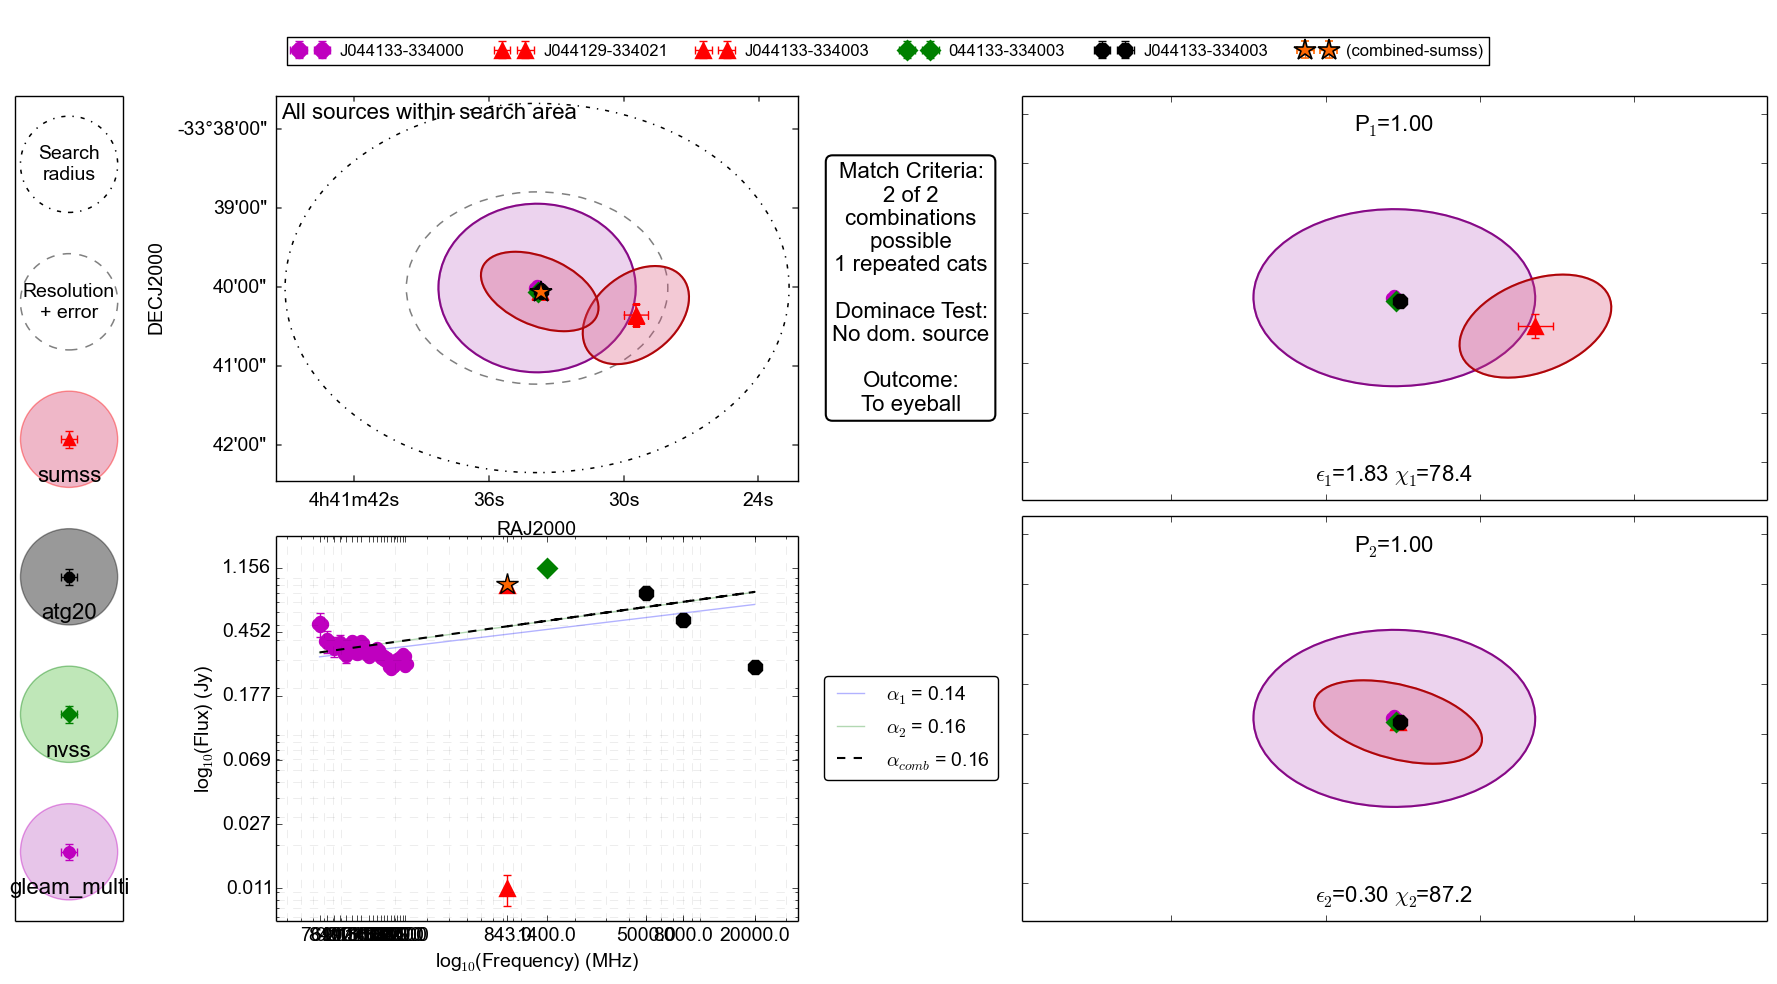 J044133-334000 J044129-334021 J044133-334003 044133-334003 J044133-334003 (combined-sumss)
Search
radius
Resolution
+ error
sumss
atg20
nvss
gleam_multi
All sources within search area
DECJ2000
-33°38'00"
39'00"
40'00"
41'00"
42'00"
4h41m42s 36s 30s 24s
RAJ2000
Match Criteria:
2 of 2
combinations
possible
1 repeated cats
Dominace Test:
No dom. source
Outcome:
To eyeball
P1=1.00
ϵ1=1.83 χ1=78.4
log10(Flux) (Jy)
1.156
0.452
0.177
0.069
0.027
0.011
843.0 1400.0 5000.0 8000.0 20000.0
log10(Frequency) (MHz)
α1 = 0.14
α2 = 0.16
αcomb = 0.16
P2=1.00
ϵ2=0.30 χ2=87.2